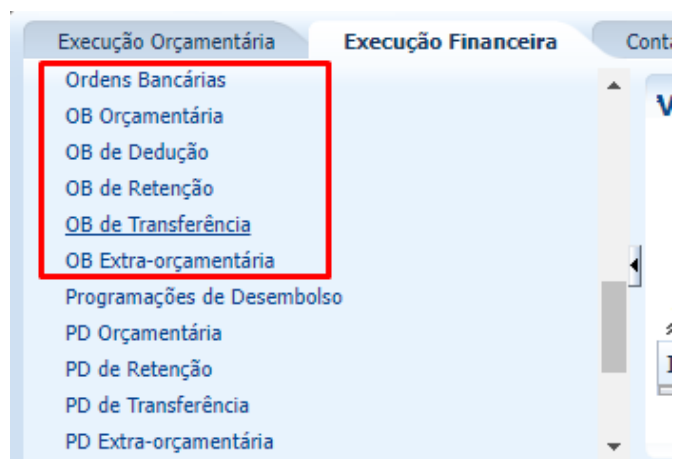 Execução Orçamentária Execução Financeira
Ordens Bancárias
OB Orçamentária
OB de Dedução
OB de Retenção
OB de Transferência
OB Extra-orçamentária
Programações de Desembolso
PD Orçamentária
PD de Retenção
PD de Transferência
PD Extra-orçamentária